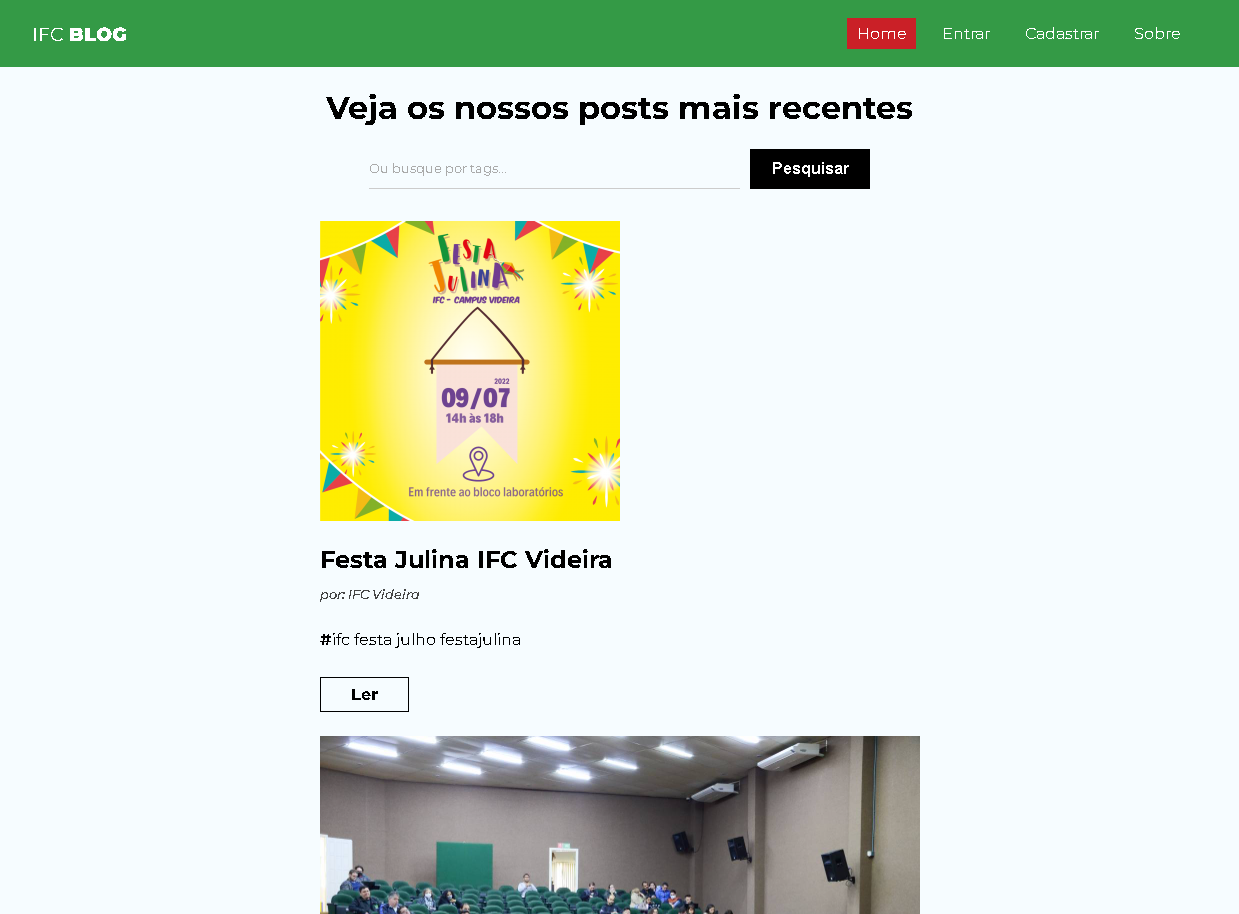 IFC BLOG
Home
Entrar
Cadastrar
Sobre
Veja os nossos posts mais recentes
Ou busque por tags...
Pesquisar
FESTA
JULINA
IFC - CAMPUS VIDEIRA
2022
09/07
14h às 18h
Em frente ao bloco laboratórios
Festa Julina IFC Videira
por: IFC Videira
#ifc festa julho festajulina
Ler